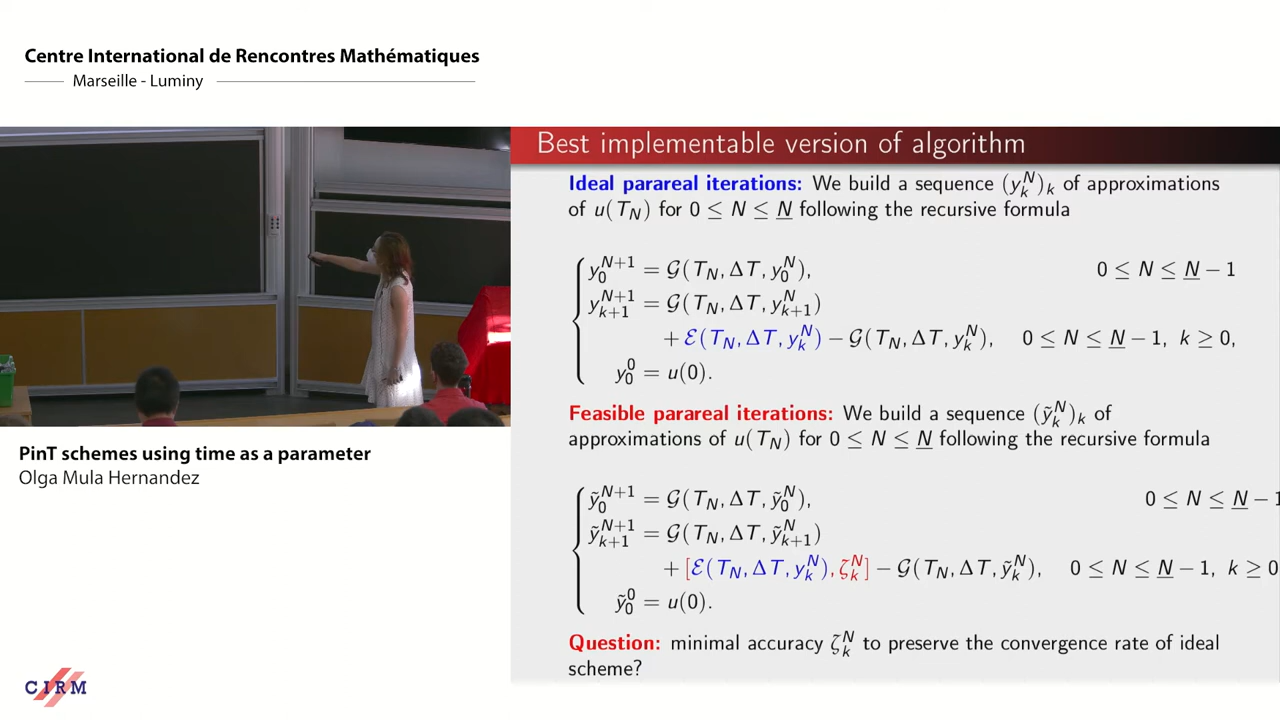 Centre International de Rencontres Mathématiques
Marseille - Luminy
Best implementable version of algorithm
Ideal parareal iterations: We build a sequence (y_k^N)_k of approximations
of u(T_N) for 0 ≤ N ≤ N̲ following the recursive formula
y_0^{N+1} = 𝒢(T_N, ΔT, y_0^N), 0 ≤ N ≤ N̲ − 1
y_{k+1}^{N+1} = 𝒢(T_N, ΔT, y_{k+1}^N)
+ ℰ(T_N, ΔT, y_k^N) − 𝒢(T_N, ΔT, y_k^N), 0 ≤ N ≤ N̲ − 1, k ≥ 0,
y_0^0 = u(0).
Feasible parareal iterations: We build a sequence (ỹ_k^N)_k of
approximations of u(T_N) for 0 ≤ N ≤ N̲ following the recursive formula
ỹ_0^{N+1} = 𝒢(T_N, ΔT, ỹ_0^N), 0 ≤ N ≤ N̲ − 1
ỹ_{k+1}^{N+1} = 𝒢(T_N, ΔT, ỹ_{k+1}^N)
+ [ℰ(T_N, ΔT, y_k^N), ζ_k^N] − 𝒢(T_N, ΔT, ỹ_k^N), 0 ≤ N ≤ N̲ − 1, k ≥ 0
ỹ_0^0 = u(0).
Question: minimal accuracy ζ_k^N to preserve the convergence rate of ideal
scheme?
PinT schemes using time as a parameter
Olga Mula Hernandez
CIRM